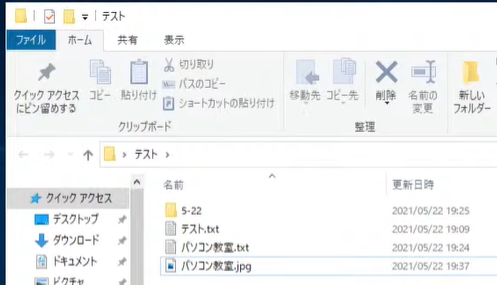 テスト
ファイル ホーム 共有 表示
クイック アクセス
にピン留めする
コピー
貼り付け
切り取り
パスのコピー
ショートカットの貼り付け
クリップボード
移動先
コピー先
削除
名前の
変更
整理
新しい
フォルダー
テスト
クイック アクセス
デスクトップ
ダウンロード
ドキュメント
ピクチャ
名前 更新日時
5-22 2021/05/22 19:25
テスト.txt 2021/05/22 19:09
パソコン教室.txt 2021/05/22 19:24
パソコン教室.jpg 2021/05/22 19:37